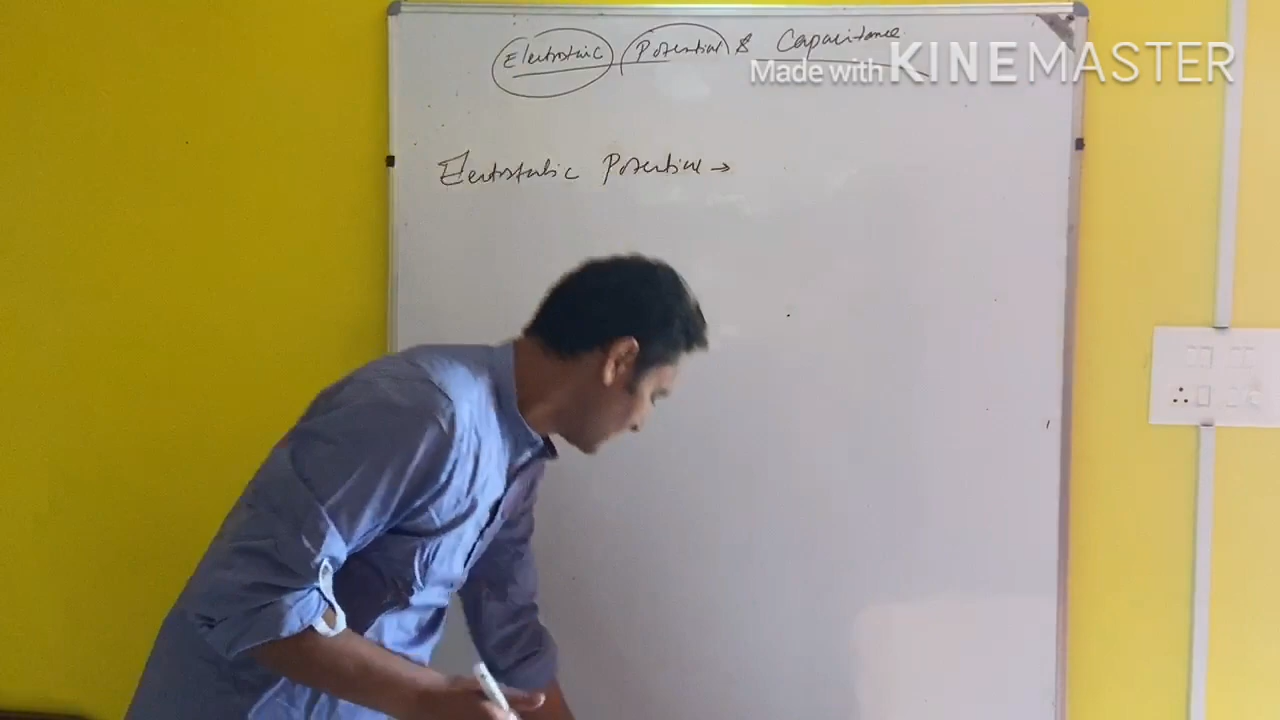 Electrostatic Potential & Capacitance
Made with KINEMASTER
Electrostatic Potential →